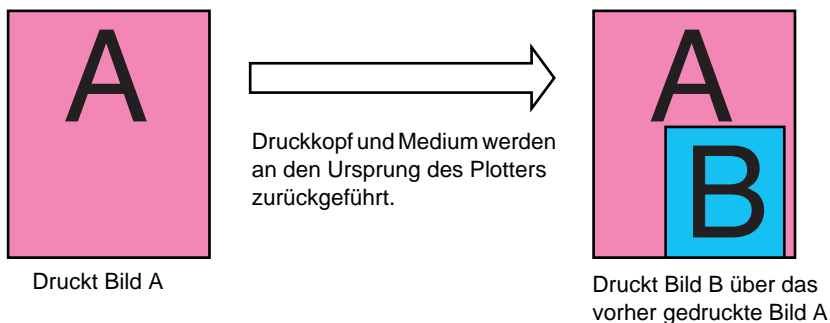 A
Druckt Bild A
Druckkopf und Medium werden
an den Ursprung des Plotters
zurückgeführt.
A
B
Druckt Bild B über das
vorher gedruckte Bild A